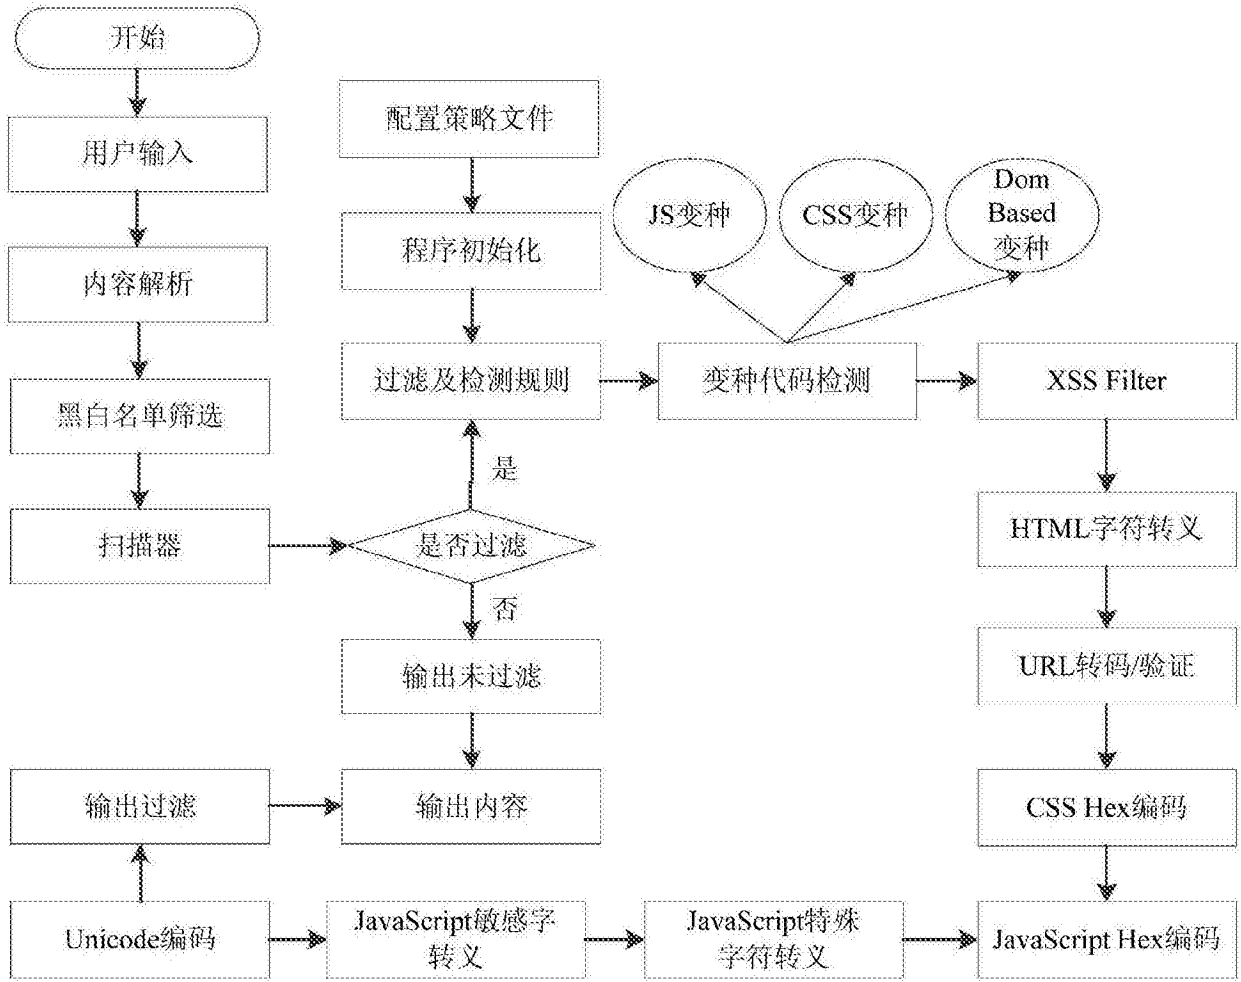 开始
用户输入
内容解析
黑白名单筛选
扫描器
配置策略文件
程序初始化
过滤及检测规则
是
是否过滤
否
输出未过滤
输出内容
JS变种
CSS变种
Dom
Based
变种
变种代码检测
XSS Filter
HTML字符转义
URL转码/验证
CSS Hex编码
JavaScript Hex编码
JavaScript特殊
字符转义
JavaScript敏感字
转义
Unicode编码
输出过滤